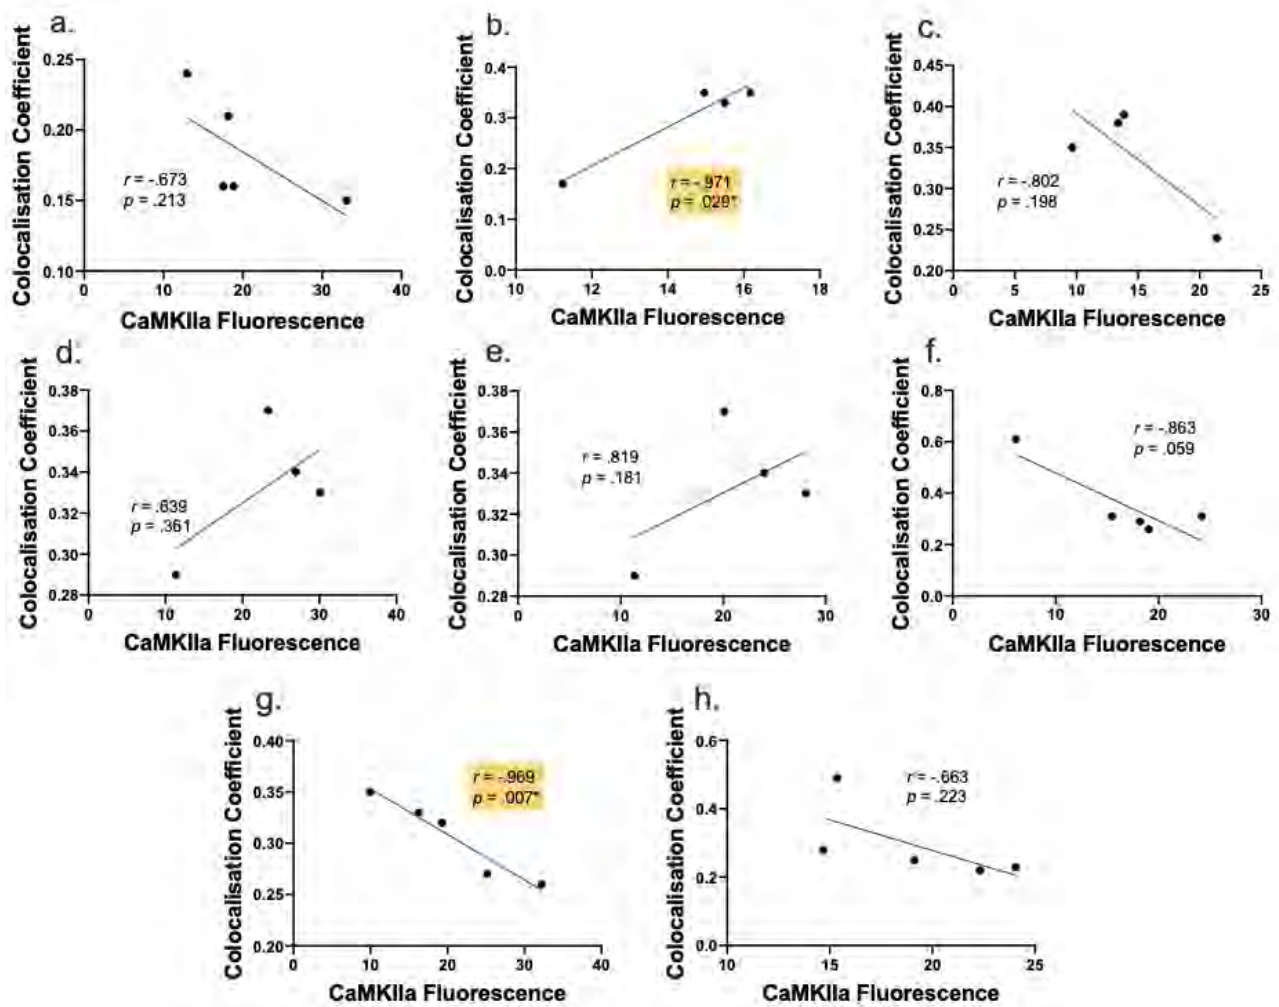 a.
Colocalisation Coefficient
0.25
0.20
0.15
0.10
r = -.673
p = .213
0 10 20 30 40
CaMKIIa Fluorescence
b.
Colocalisation Coefficient
0.4
0.3
0.2
0.1
0.0
r = -.971
p = .029*
10 12 14 16 18
CaMKIIa Fluorescence
c.
Colocalisation Coefficient
0.45
0.40
0.35
0.30
0.25
0.20
r = -.802
p = .198
0 5 10 15 20 25
CaMKIIa Fluorescence
d.
Colocalisation Coefficient
0.38
0.36
0.34
0.32
0.30
0.28
r = .639
p = .361
0 10 20 30 40
CaMKIIa Fluorescence
e.
Colocalisation Coefficient
0.38
0.36
0.34
0.32
0.30
0.28
r = .819
p = .181
0 10 20 30
CaMKIIa Fluorescence
f.
Colocalisation Coefficient
0.8
0.6
0.4
0.2
0.0
r = -.863
p = .059
0 10 20 30
CaMKIIa Fluorescence
g.
Colocalisation Coefficient
0.40
0.35
0.30
0.25
0.20
r = -.969
p = .007*
0 10 20 30 40
CaMKIIa Fluorescence
h.
Colocalisation Coefficient
0.6
0.4
0.2
0.0
r = -.663
p = .223
10 15 20 25
CaMKIIa Fluorescence